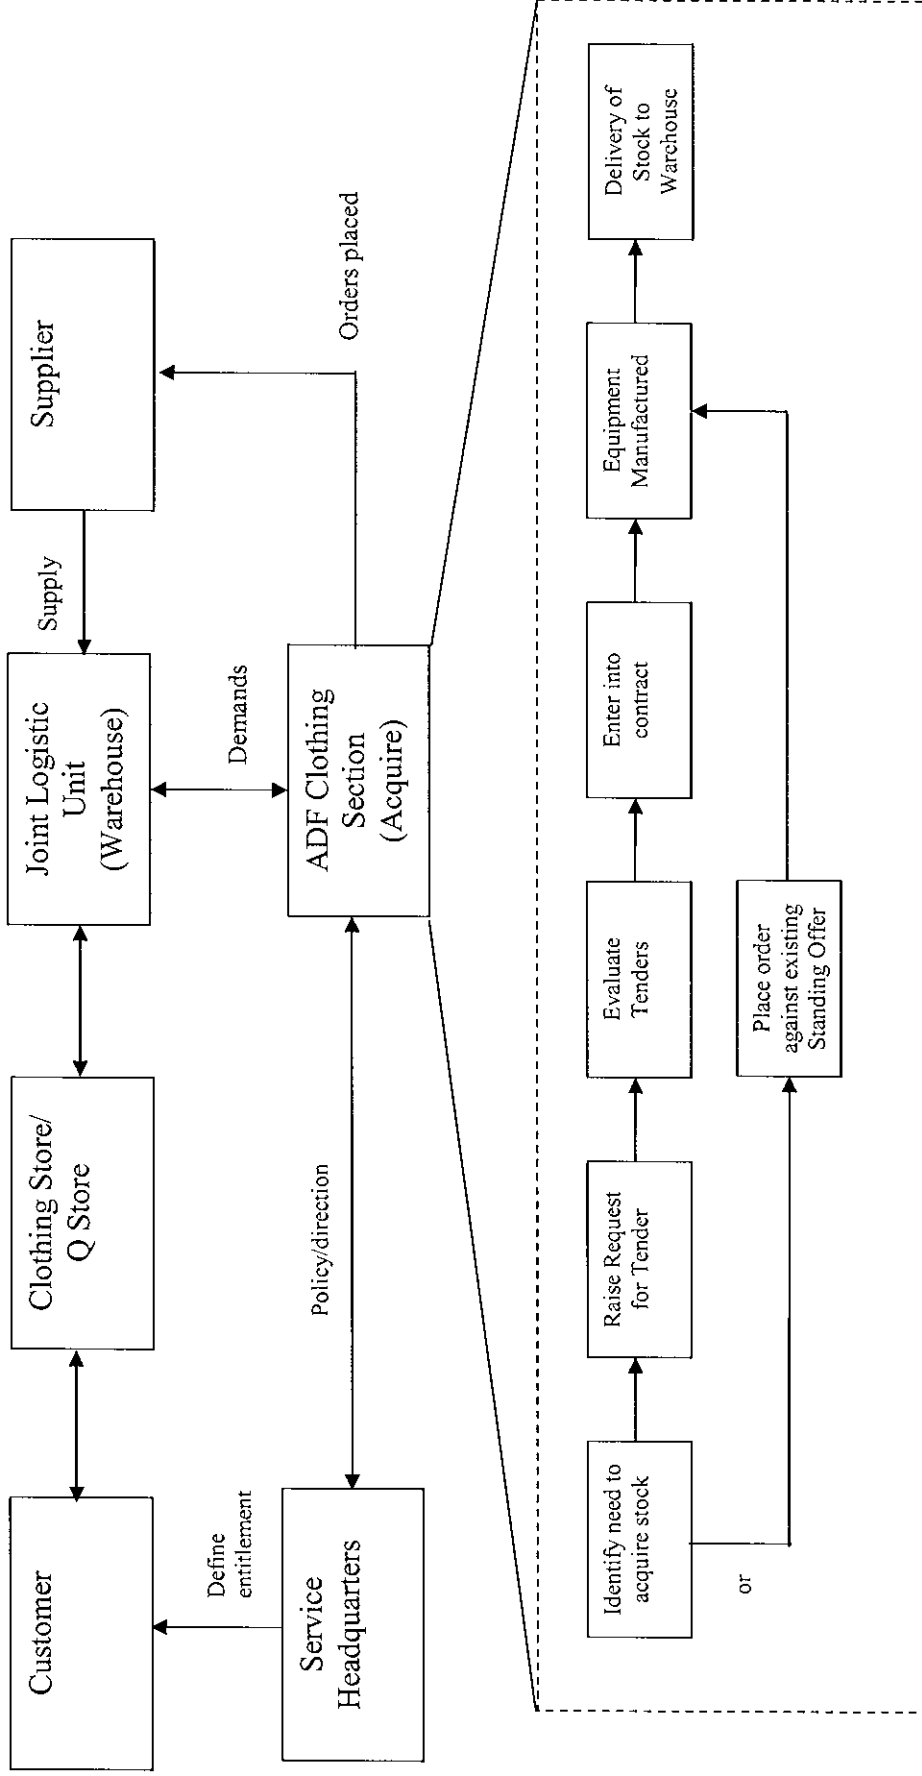 Customer
Clothing Store/
Q Store
Joint Logistic
Unit
(Warehouse)
Supply
Supplier
Define
entitlement
Demands
Orders placed
Service
Headquarters
Policy/direction
ADF Clothing
Section
(Acquire)
Identify need to
acquire stock
Raise Request
for Tender
Evaluate
Tenders
Enter into
contract
Equipment
Manufactured
Delivery of
Stock to
Warehouse
or
Place order
against existing
Standing Offer